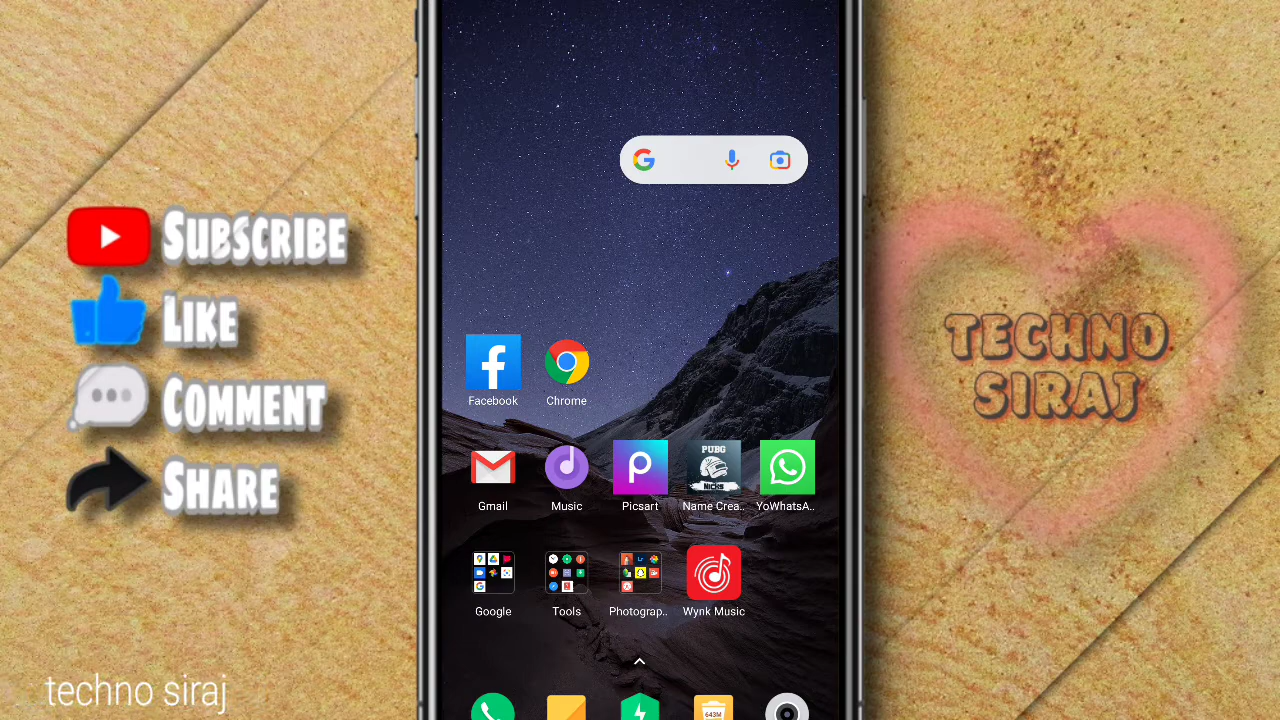 Subscribe
Like
Comment
Share
techno siraj
Facebook
Chrome
Gmail
Music
Picsart
PUBG
Nicks
Name Crea..
YoWhatsA..
Google
Tools
Photograp..
Wynk Music
643M
TECHNO
SIRAJ